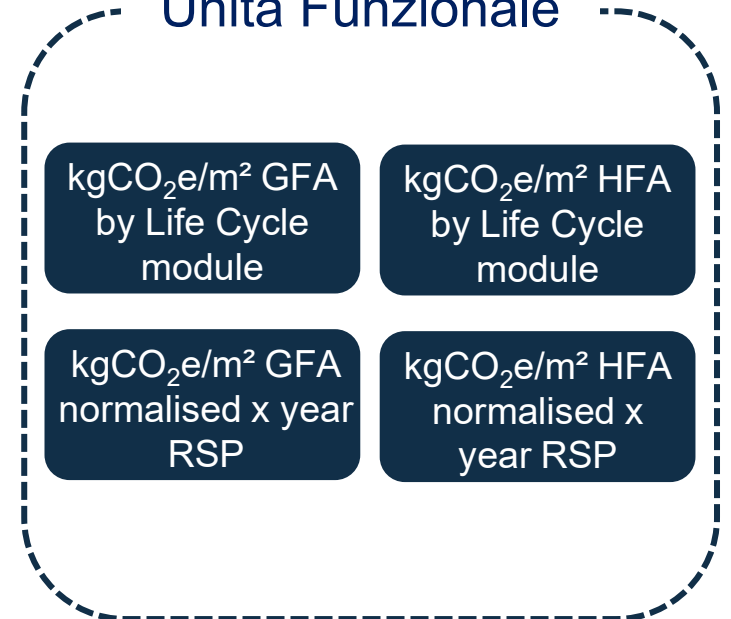 Unità Funzionale
kgCO₂e/m² GFA
by Life Cycle
module
kgCO₂e/m² HFA
by Life Cycle
module
kgCO₂e/m² GFA
normalised x year
RSP
kgCO₂e/m² HFA
normalised x
year RSP